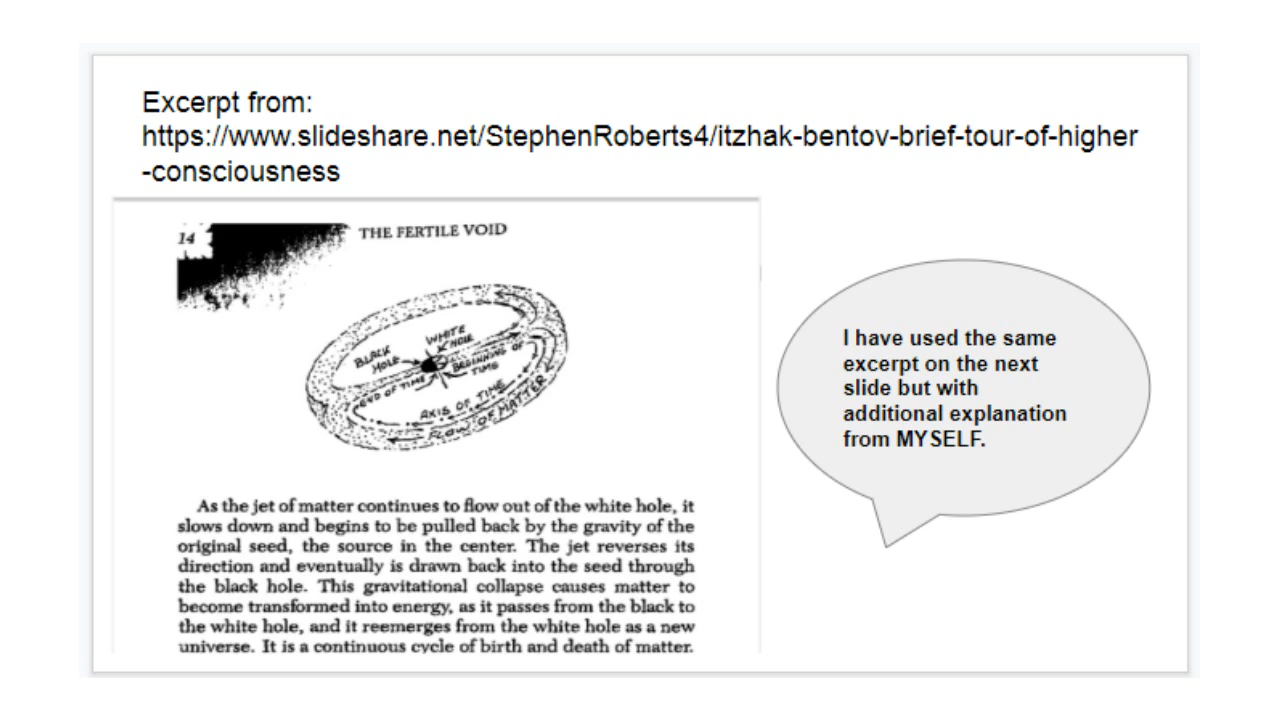 Excerpt from:
https://www.slideshare.net/StephenRoberts4/itzhak-bentov-brief-tour-of-higher
-consciousness
14
THE FERTILE VOID
WHITE
HOLE
BLACK
HOLE
BEGINNING OF
TIME
END OF TIME
AXIS OF TIME
FLOW OF MATTER
As the jet of matter continues to flow out of the white hole, it
slows down and begins to be pulled back by the gravity of the
original seed, the source in the center. The jet reverses its
direction and eventually is drawn back into the seed through
the black hole. This gravitational collapse causes matter to
become transformed into energy, as it passes from the black to
the white hole, and it reemerges from the white hole as a new
universe. It is a continuous cycle of birth and death of matter.
I have used the same
excerpt on the next
slide but with
additional explanation
from MYSELF.